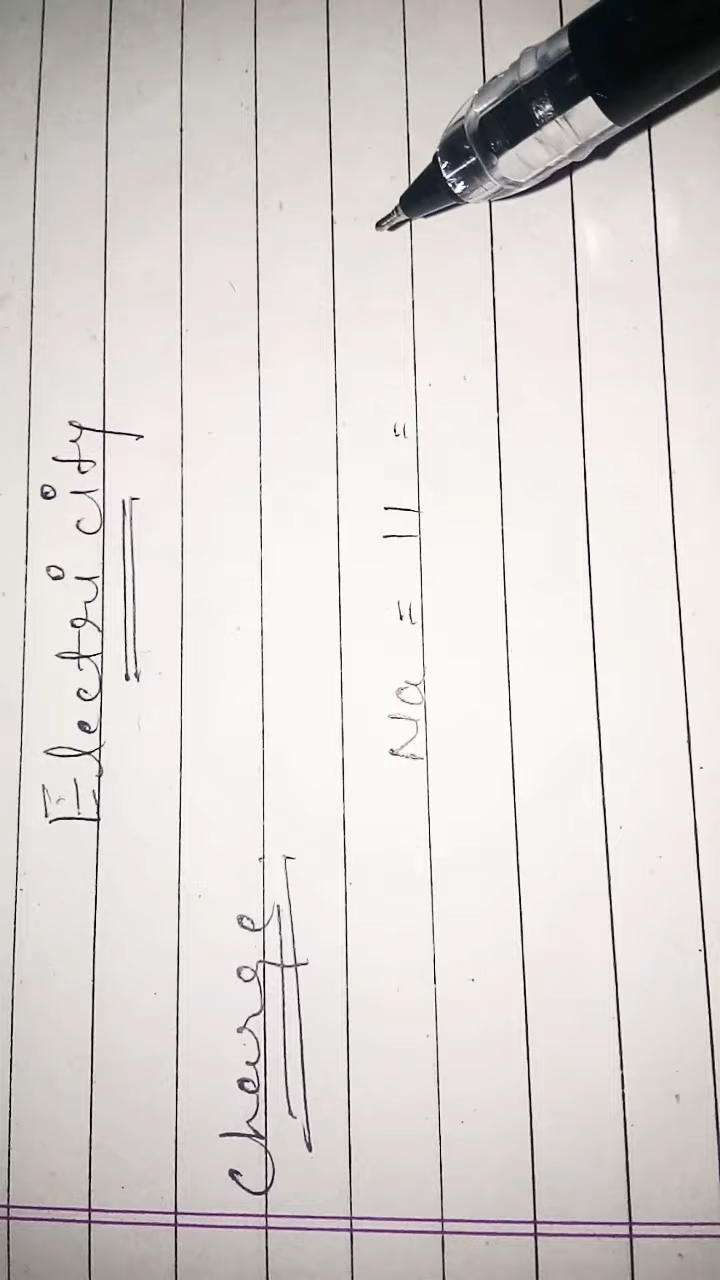 Electricity
Charge
Na = 11 =